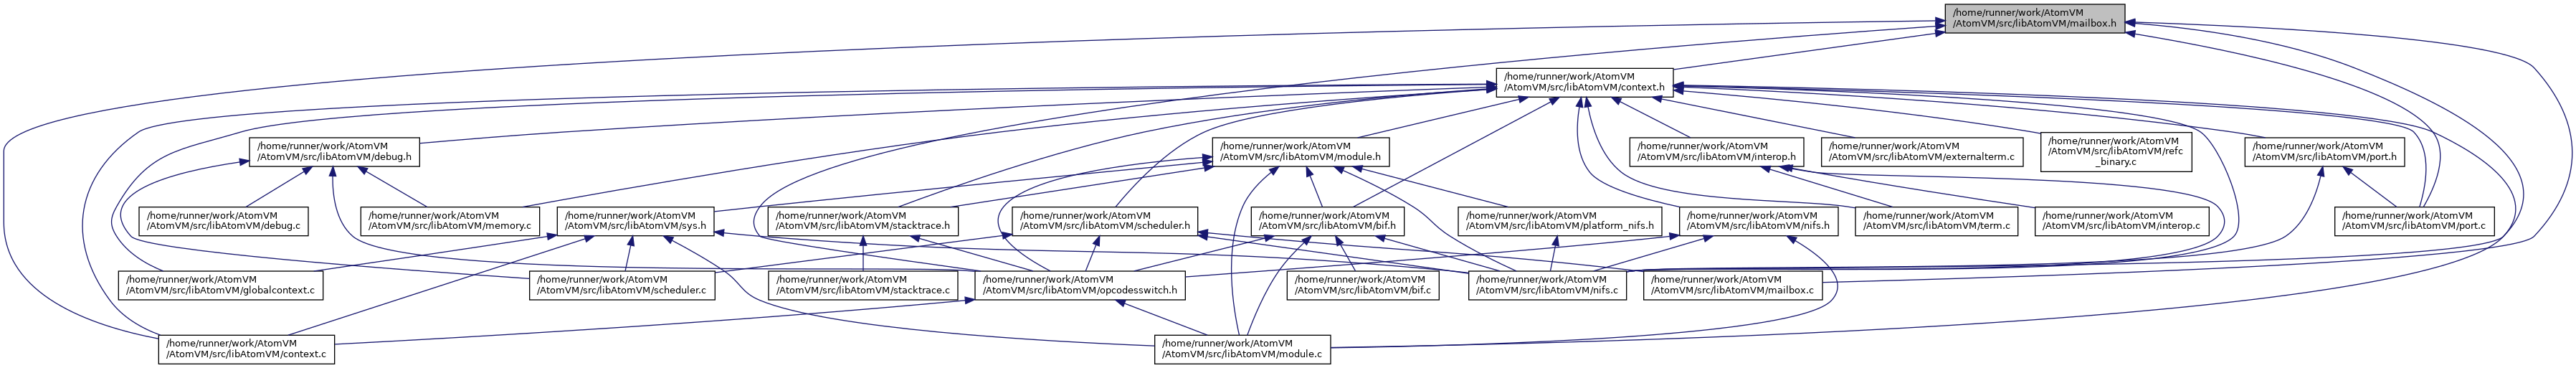 /home/runner/work/AtomVM
/AtomVM/src/libAtomVM/mailbox.h
/home/runner/work/AtomVM
/AtomVM/src/libAtomVM/context.h
/home/runner/work/AtomVM
/AtomVM/src/libAtomVM/debug.h
/home/runner/work/AtomVM
/AtomVM/src/libAtomVM/module.h
/home/runner/work/AtomVM
/AtomVM/src/libAtomVM/interop.h
/home/runner/work/AtomVM
/AtomVM/src/libAtomVM/externalterm.c
/home/runner/work/AtomVM
/AtomVM/src/libAtomVM/refc
_binary.c
/home/runner/work/AtomVM
/AtomVM/src/libAtomVM/port.h
/home/runner/work/AtomVM
/AtomVM/src/libAtomVM/debug.c
/home/runner/work/AtomVM
/AtomVM/src/libAtomVM/memory.c
/home/runner/work/AtomVM
/AtomVM/src/libAtomVM/sys.h
/home/runner/work/AtomVM
/AtomVM/src/libAtomVM/stacktrace.h
/home/runner/work/AtomVM
/AtomVM/src/libAtomVM/scheduler.h
/home/runner/work/AtomVM
/AtomVM/src/libAtomVM/bif.h
/home/runner/work/AtomVM
/AtomVM/src/libAtomVM/platform_nifs.h
/home/runner/work/AtomVM
/AtomVM/src/libAtomVM/nifs.h
/home/runner/work/AtomVM
/AtomVM/src/libAtomVM/term.c
/home/runner/work/AtomVM
/AtomVM/src/libAtomVM/interop.c
/home/runner/work/AtomVM
/AtomVM/src/libAtomVM/port.c
/home/runner/work/AtomVM
/AtomVM/src/libAtomVM/globalcontext.c
/home/runner/work/AtomVM
/AtomVM/src/libAtomVM/scheduler.c
/home/runner/work/AtomVM
/AtomVM/src/libAtomVM/stacktrace.c
/home/runner/work/AtomVM
/AtomVM/src/libAtomVM/opcodesswitch.h
/home/runner/work/AtomVM
/AtomVM/src/libAtomVM/bif.c
/home/runner/work/AtomVM
/AtomVM/src/libAtomVM/nifs.c
/home/runner/work/AtomVM
/AtomVM/src/libAtomVM/mailbox.c
/home/runner/work/AtomVM
/AtomVM/src/libAtomVM/context.c
/home/runner/work/AtomVM
/AtomVM/src/libAtomVM/module.c